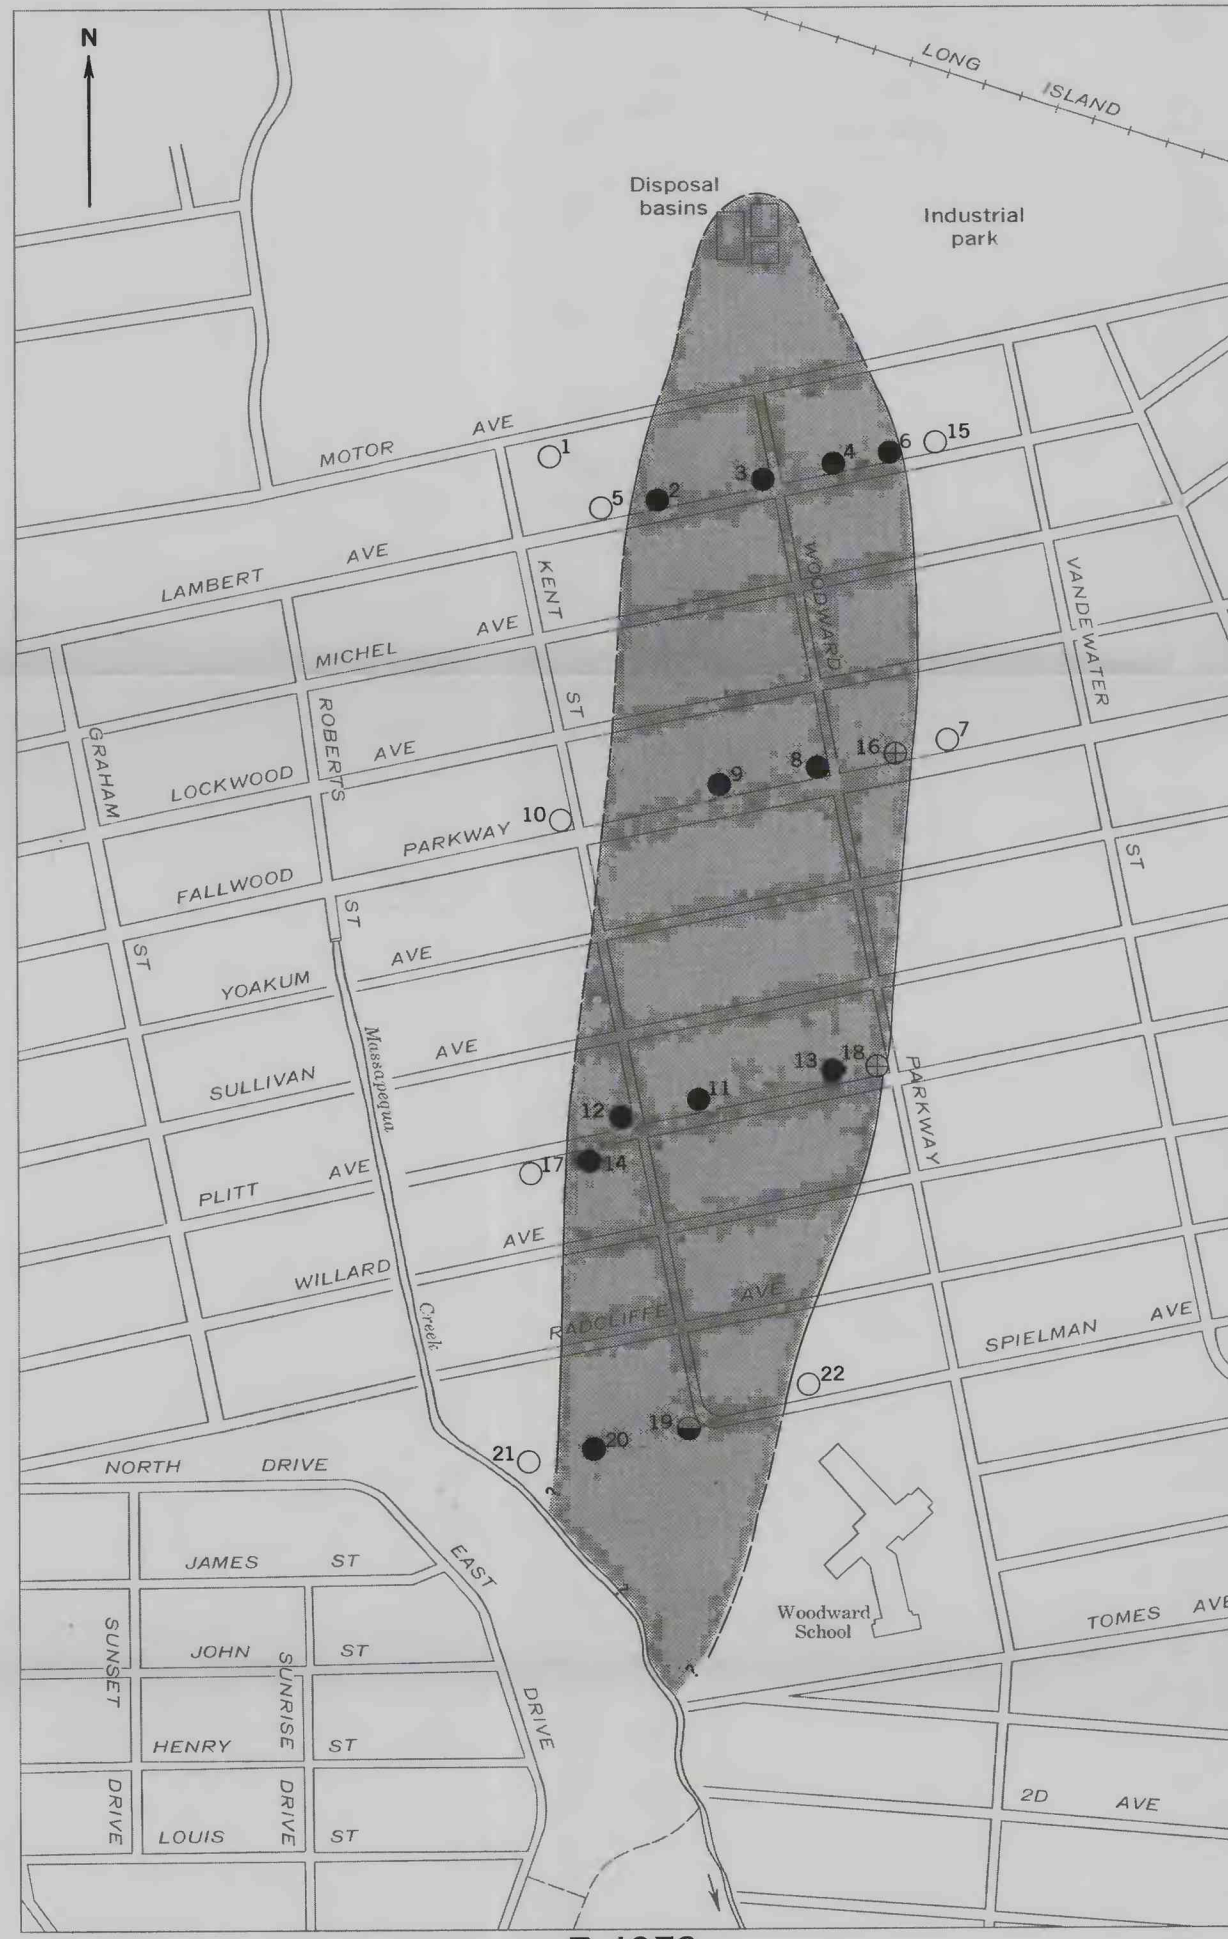 N
LONG
ISLAND
Disposal
basins
Industrial
park
MOTOR AVE
1
5
2
3
4
6
15
LAMBERT AVE
KENT
ST
WOODWARD
VANDEWATER
MICHEL AVE
ROBERTS
GRAHAM
LOCKWOOD AVE
16
7
8
9
10
PARKWAY
FALLWOOD
ST
ST
ST
YOAKUM AVE
Massapequa
SULLIVAN AVE
13
18
PARKWAY
11
12
17
14
PLITT AVE
WILLARD AVE
Creek
RADCLIFFE AVE
SPIELMAN AVE
22
19
20
21
NORTH DRIVE
?
JAMES ST
EAST
?
Woodward
School
TOMES AVE
SUNSET
JOHN ST
SUNRISE
?
DRIVE
HENRY ST
DRIVE
DRIVE
LOUIS ST
2D AVE